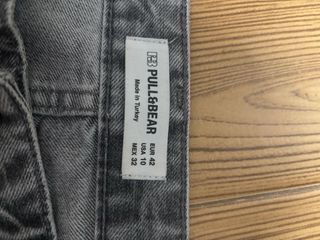 PULL&BEAR
Made in Turkey
EUR 42
USA 10
MEX 32